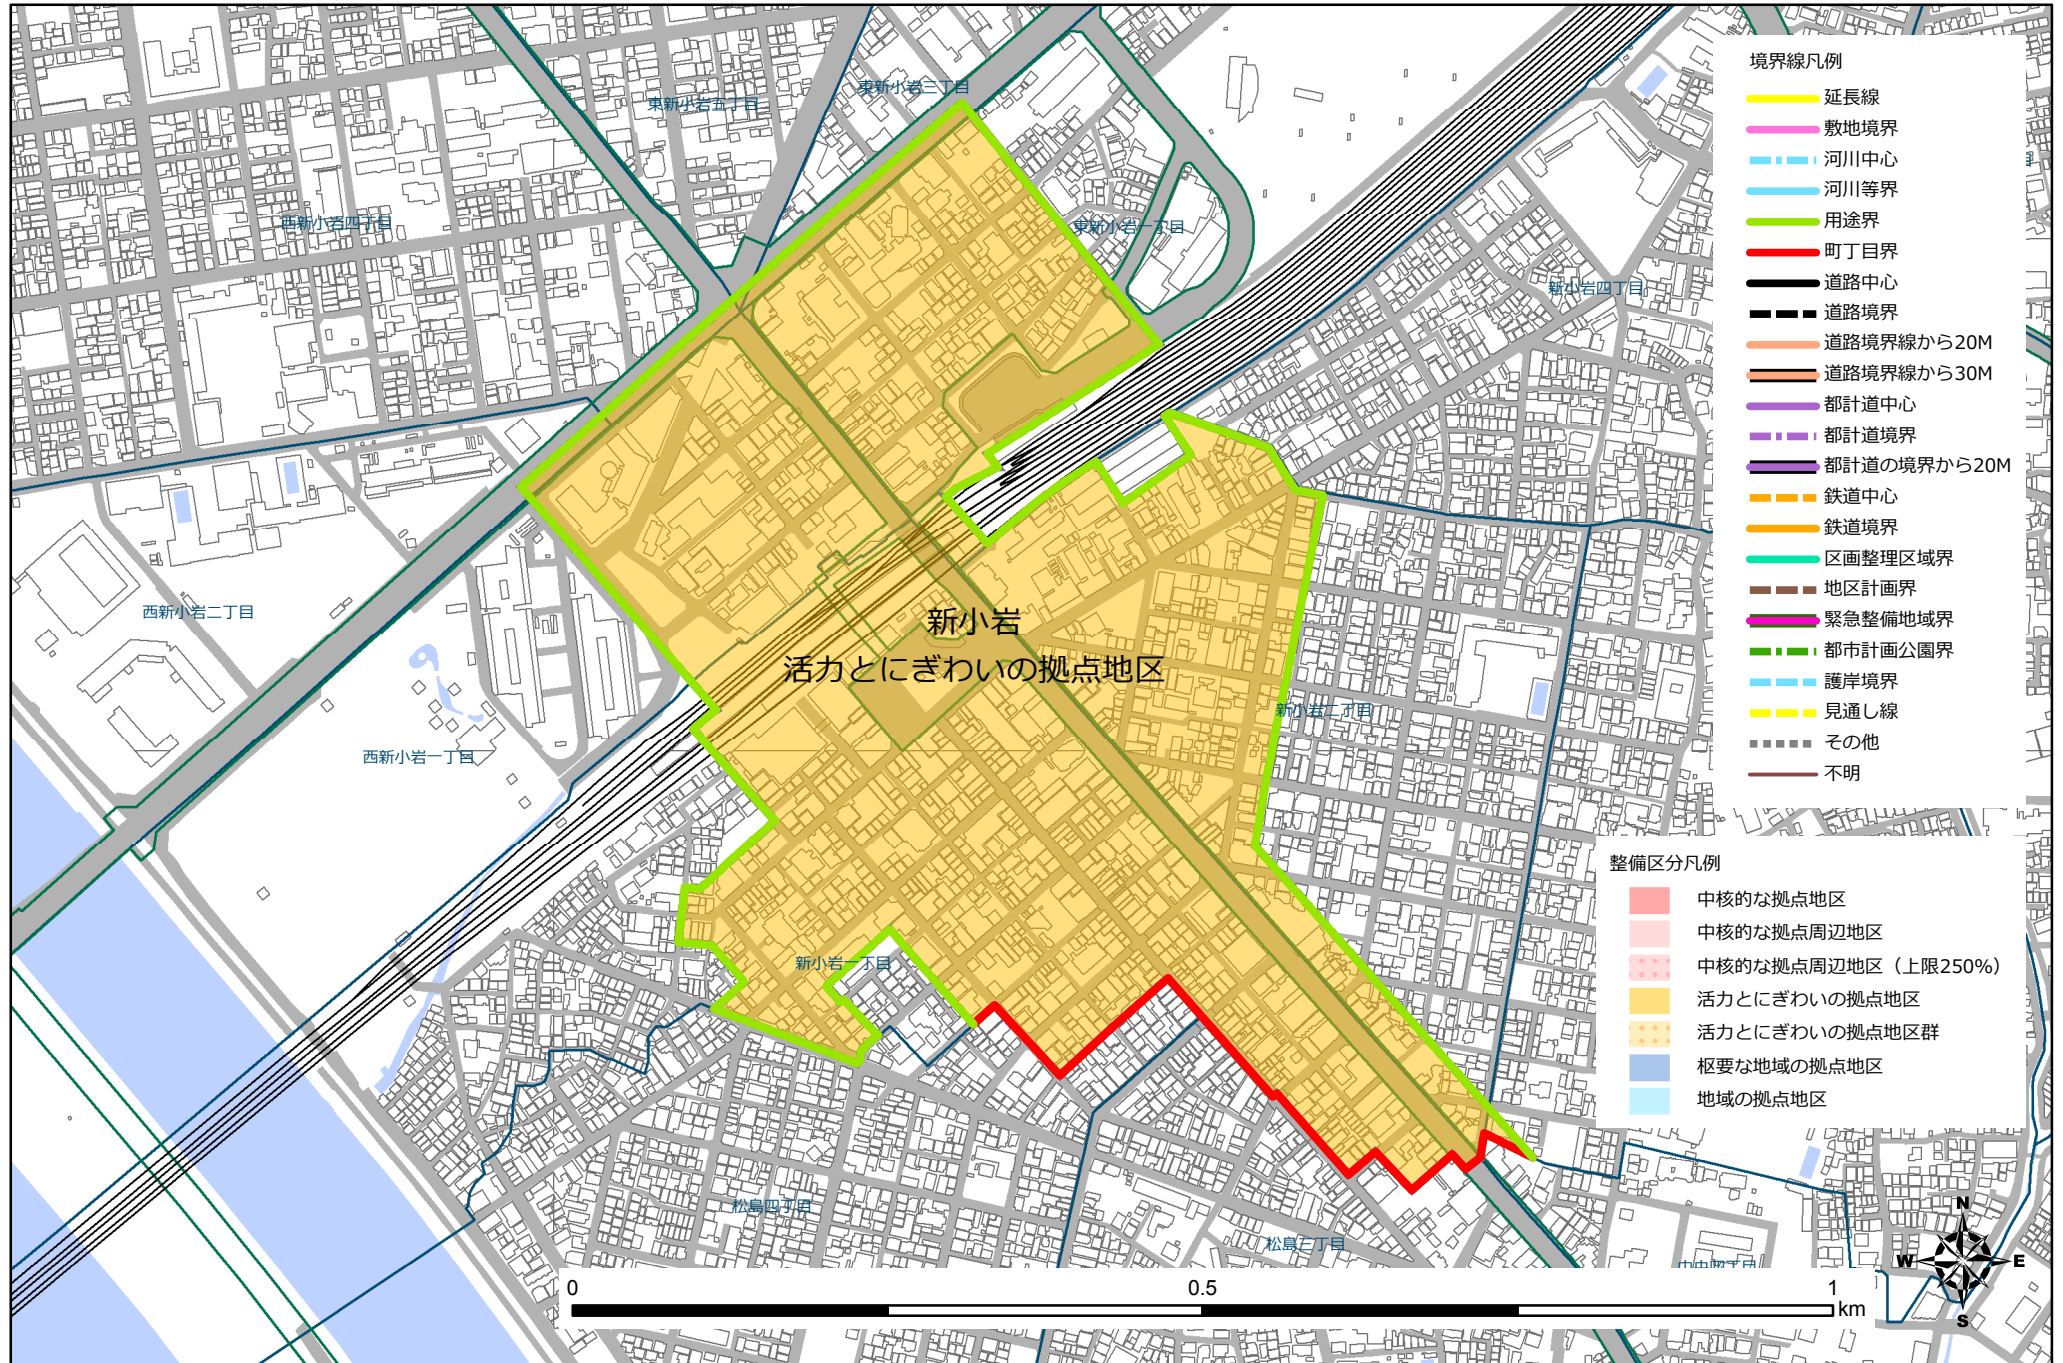 東新小岩三丁目
東新小岩五丁目
西新小岩四丁目
東新小岩一丁目
新小岩四丁目
西新小岩二丁目
新小岩
活力とにぎわいの拠点地区
新小岩二丁目
西新小岩一丁目
新小岩一丁目
松島四丁目
松島三丁目
境界線凡例
延長線
敷地境界
河川中心
河川等界
用途界
町丁目界
道路中心
道路境界
道路境界線から20M
道路境界線から30M
都計道中心
都計道境界
都計道の境界から20M
鉄道中心
鉄道境界
区画整理区域界
地区計画界
緊急整備地域界
都市計画公園界
護岸境界
見通し線
その他
不明
整備区分凡例
中核的な拠点地区
中核的な拠点周辺地区
中核的な拠点周辺地区（上限250%）
活力とにぎわいの拠点地区
活力とにぎわいの拠点地区群
枢要な地域の拠点地区
地域の拠点地区
N
W E
S
0 0.5 1
km